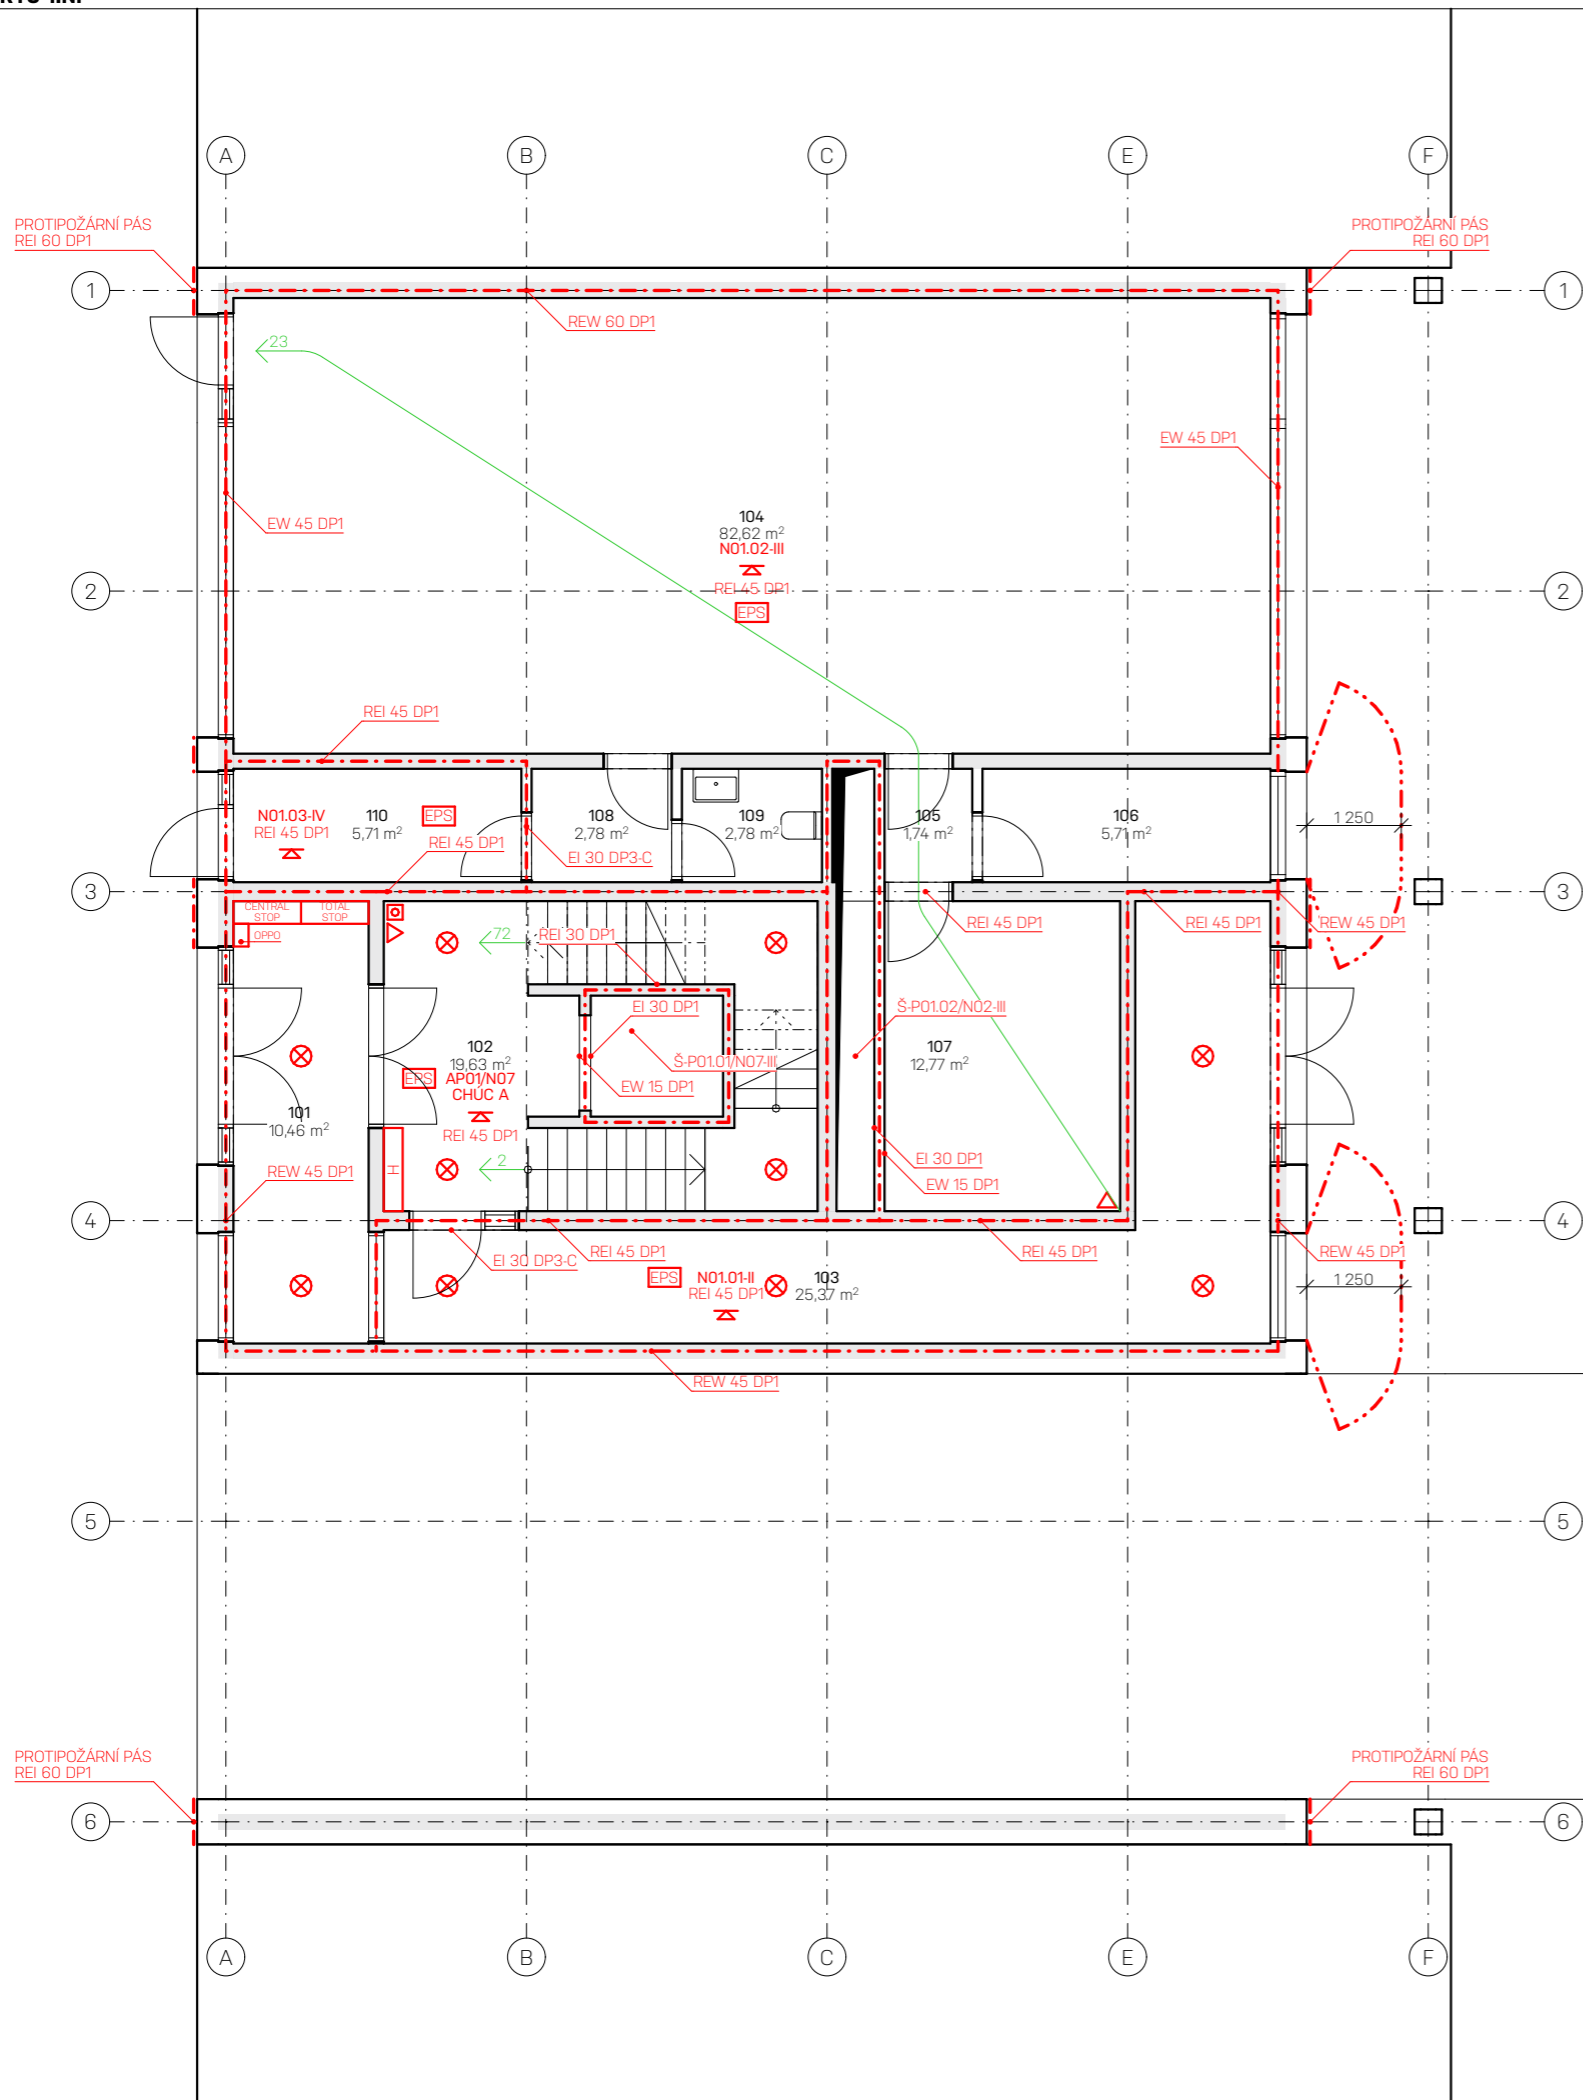 A
B
C
E
F
PROTIPOŽÁRNÍ PÁS
REI 60 DP1
PROTIPOŽÁRNÍ PÁS
REI 60 DP1
1
1
REW 60 DP1
23
EW 45 DP1
EW 45 DP1
104
82,62 m²
N01.02-III
REI 45 DP1
EPS
2
2
REI 45 DP1
N01.03-IV
REI 45 DP1
110
5,71 m²
EPS
REI 45 DP1
108
2,78 m²
109
2,78 m²
105
1,74 m²
106
5,71 m²
1 250
EI 30 DP3-C
3
3
CENTRAL
STOP
TOTAL
STOP
OPPO
72
REI 30 DP1
REI 45 DP1
REI 45 DP1
REW 45 DP1
EI 30 DP1
Š-P01.02/N02-III
102
19,63 m²
EPS
AP01/N07
CHÚC A
REI 45 DP1
Š-P01.01/N07-III
EW 15 DP1
107
12,77 m²
101
10,46 m²
H
2
REW 45 DP1
EI 30 DP1
EW 15 DP1
4
4
EI 30 DP3-C
REI 45 DP1
REI 45 DP1
REW 45 DP1
EPS
N01.01-II
REI 45 DP1
103
25,37 m²
1 250
REW 45 DP1
5
5
PROTIPOŽÁRNÍ PÁS
REI 60 DP1
PROTIPOŽÁRNÍ PÁS
REI 60 DP1
6
6
A
B
C
E
F